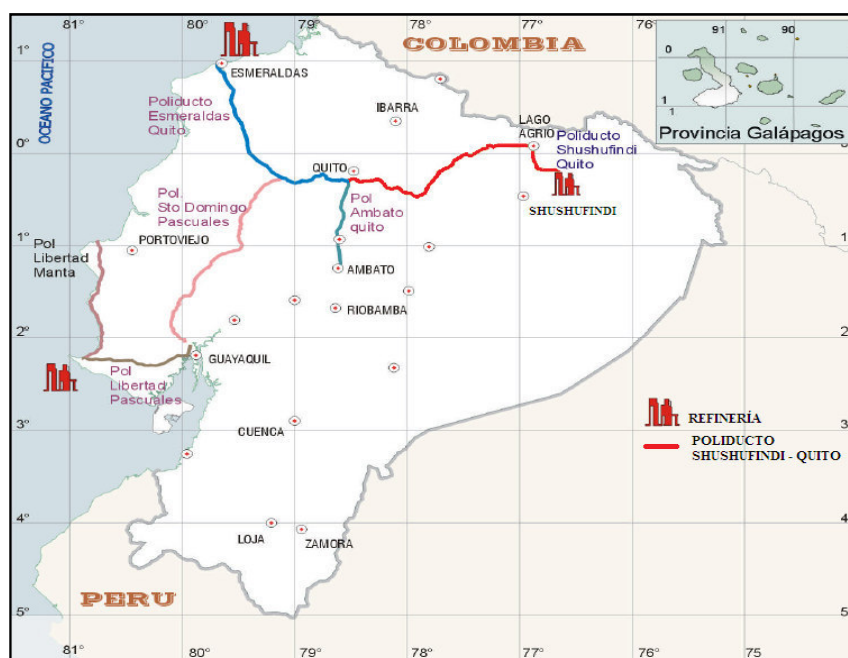 81°
80°
79°
78°
77°
76°
1°
0°
1°
2°
3°
4°
5°
OCEANO PACIFICO
COLOMBIA
ESMERALDAS
Poliducto
Esmeraldas
Quito
IBARRA
LAGO
AGRIO
Poliducto
Shushufindi
Quito
QUITO
SHUSHUFINDI
Pol.
Sto Domingo
Pascuales
Pol
Ambato
quito
Pol
Libertad
Manta
PORTOVIEJO
AMBATO
RIOBAMBA
GUAYAQUIL
Pol
Libertad
Pascuales
CUENCA
LOJA
ZAMORA
PERU
91
90
0
1
1
Provincia Galápagos
REFINERÍA
POLIDUCTO
SHUSHUFINDI - QUITO
0°
1°
2°
3°
4°
5°
81°
80°
79°
78°
77°
76°
75